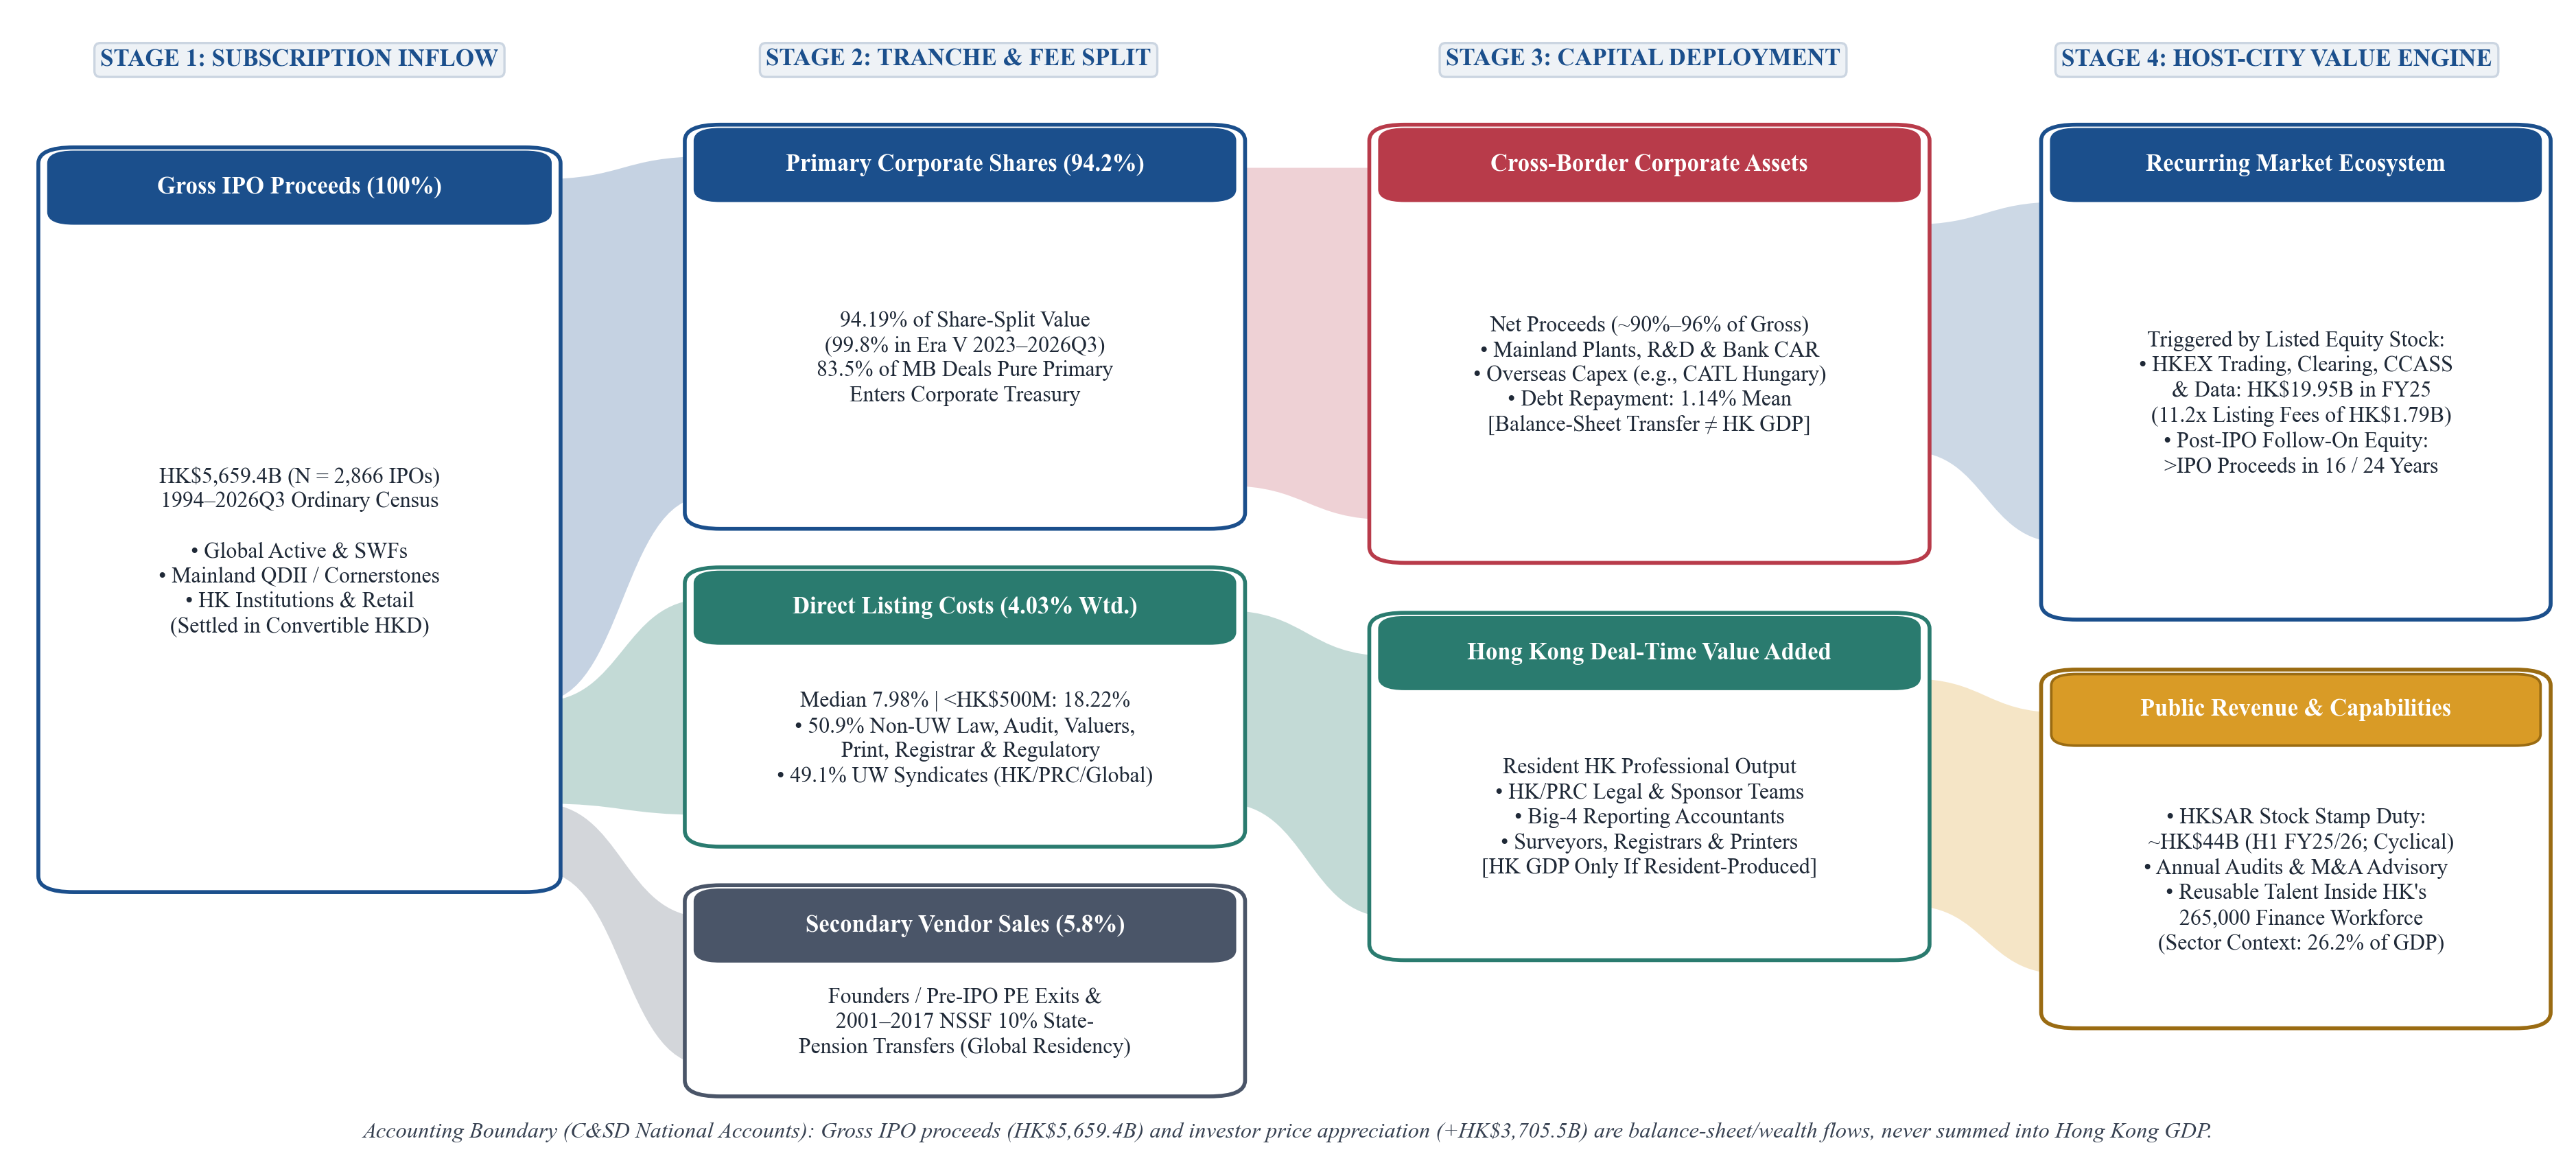 STAGE 1: SUBSCRIPTION INFLOW
Gross IPO Proceeds (100%)
HK$5,659.4B (N = 2,866 IPOs)
1994–2026Q3 Ordinary Census
• Global Active & SWFs
• Mainland QDII / Cornerstones
• HK Institutions & Retail
(Settled in Convertible HKD)
STAGE 2: TRANCHE & FEE SPLIT
Primary Corporate Shares (94.2%)
94.19% of Share-Split Value
(99.8% in Era V 2023–2026Q3)
83.5% of MB Deals Pure Primary
Enters Corporate Treasury
Direct Listing Costs (4.03% Wtd.)
Median 7.98% | <HK$500M: 18.22%
• 50.9% Non-UW Law, Audit, Valuers,
Print, Registrar & Regulatory
• 49.1% UW Syndicates (HK/PRC/Global)
Secondary Vendor Sales (5.8%)
Founders / Pre-IPO PE Exits &
2001–2017 NSSF 10% State-
Pension Transfers (Global Residency)
STAGE 3: CAPITAL DEPLOYMENT
Cross-Border Corporate Assets
Net Proceeds (~90%–96% of Gross)
• Mainland Plants, R&D & Bank CAR
• Overseas Capex (e.g., CATL Hungary)
• Debt Repayment: 1.14% Mean
[Balance-Sheet Transfer ≠ HK GDP]
Hong Kong Deal-Time Value Added
Resident HK Professional Output
• HK/PRC Legal & Sponsor Teams
• Big-4 Reporting Accountants
• Surveyors, Registrars & Printers
[HK GDP Only If Resident-Produced]
STAGE 4: HOST-CITY VALUE ENGINE
Recurring Market Ecosystem
Triggered by Listed Equity Stock:
• HKEX Trading, Clearing, CCASS
& Data: HK$19.95B in FY25
(11.2x Listing Fees of HK$1.79B)
• Post-IPO Follow-On Equity:
>IPO Proceeds in 16 / 24 Years
Public Revenue & Capabilities
• HKSAR Stock Stamp Duty:
~HK$44B (H1 FY25/26; Cyclical)
• Annual Audits & M&A Advisory
• Reusable Talent Inside HK's
265,000 Finance Workforce
(Sector Context: 26.2% of GDP)
Accounting Boundary (C&SD National Accounts): Gross IPO proceeds (HK$5,659.4B) and investor price appreciation (+HK$3,705.5B) are balance-sheet/wealth flows, never summed into Hong Kong GDP.